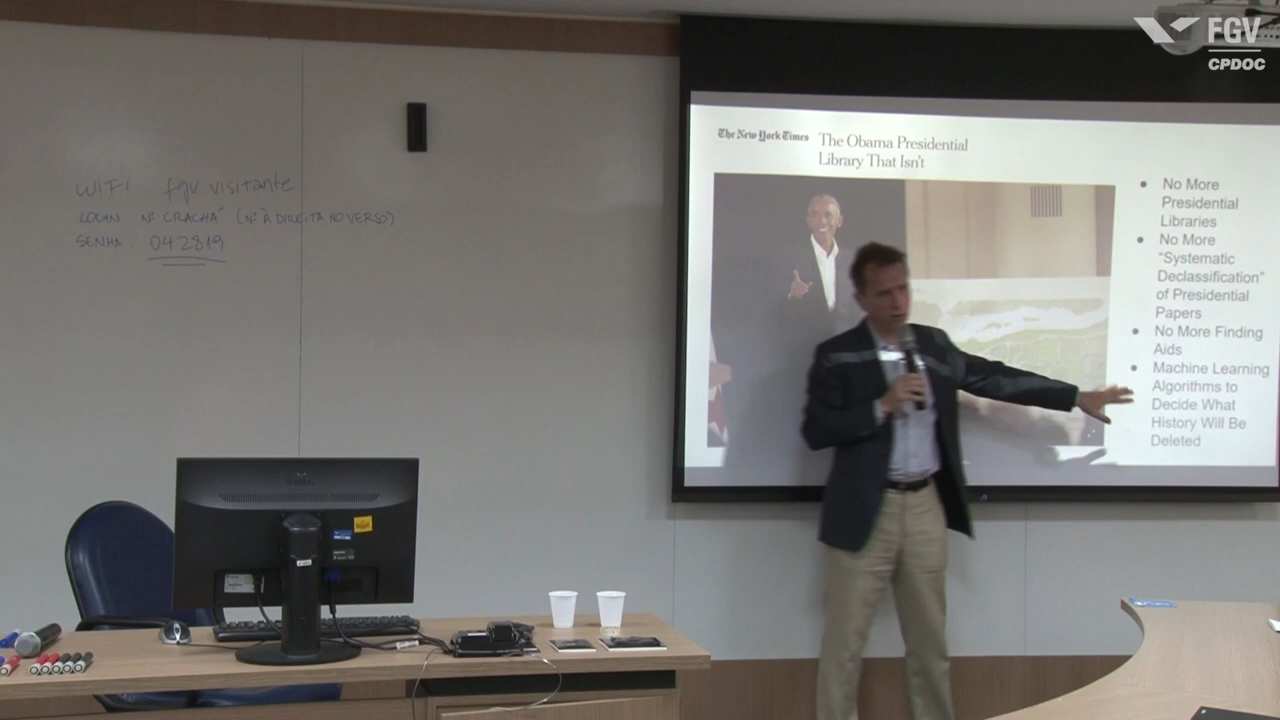 FGV
CPDOC
WIFI fgv visitante
LOGIN Nº CRACHÁ (Nº À DIREITA NO VERSO)
SENHA: 042819
The New York Times
The Obama Presidential
Library That Isn't
• No More
Presidential
Libraries
• No More
"Systematic
Declassification"
of Presidential
Papers
• No More Finding
Aids
• Machine Learning
Algorithms to
Decide What
History Will Be
Deleted